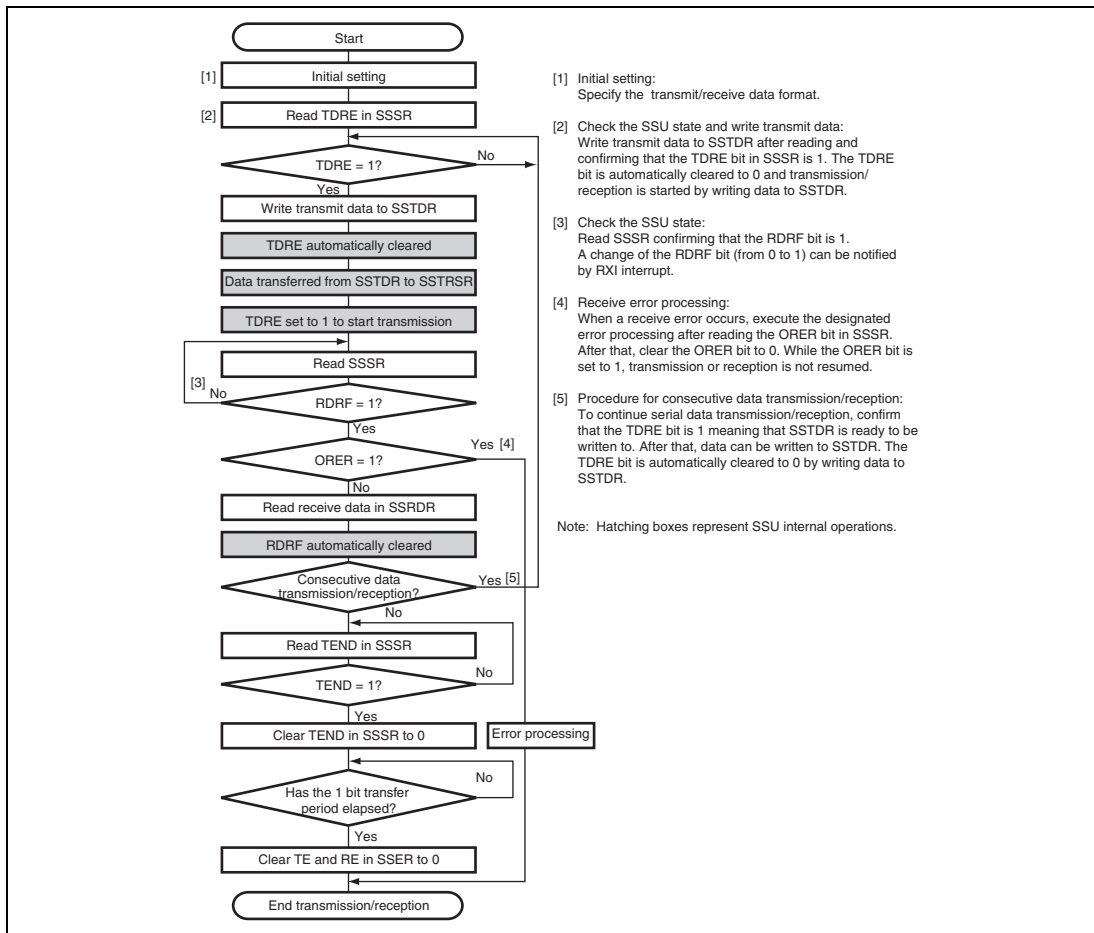 Start
[1] Initial setting
[2] Read TDRE in SSSR
TDRE = 1?
No
Yes
Write transmit data to SSTDR
TDRE automatically cleared
Data transferred from SSTDR to SSTRSR
TDRE set to 1 to start transmission
Read SSSR
[3] No
RDRF = 1?
Yes
Yes [4]
ORER = 1?
No
Read receive data in SSRDR
RDRF automatically cleared
Consecutive data
transmission/reception?
Yes [5]
No
Read TEND in SSSR
TEND = 1?
No
Yes
Clear TEND in SSSR to 0
Error processing
No
Has the 1 bit transfer
period elapsed?
Yes
Clear TE and RE in SSER to 0
End transmission/reception
[1] Initial setting:
Specify the transmit/receive data format.
[2] Check the SSU state and write transmit data:
Write transmit data to SSTDR after reading and
confirming that the TDRE bit in SSSR is 1. The TDRE
bit is automatically cleared to 0 and transmission/
reception is started by writing data to SSTDR.
[3] Check the SSU state:
Read SSSR confirming that the RDRF bit is 1.
A change of the RDRF bit (from 0 to 1) can be notified
by RXI interrupt.
[4] Receive error processing:
When a receive error occurs, execute the designated
error processing after reading the ORER bit in SSSR.
After that, clear the ORER bit to 0. While the ORER bit is
set to 1, transmission or reception is not resumed.
[5] Procedure for consecutive data transmission/reception:
To continue serial data transmission/reception, confirm
that the TDRE bit is 1 meaning that SSTDR is ready to be
written to. After that, data can be written to SSTDR. The
TDRE bit is automatically cleared to 0 by writing data to
SSTDR.
Note: Hatching boxes represent SSU internal operations.